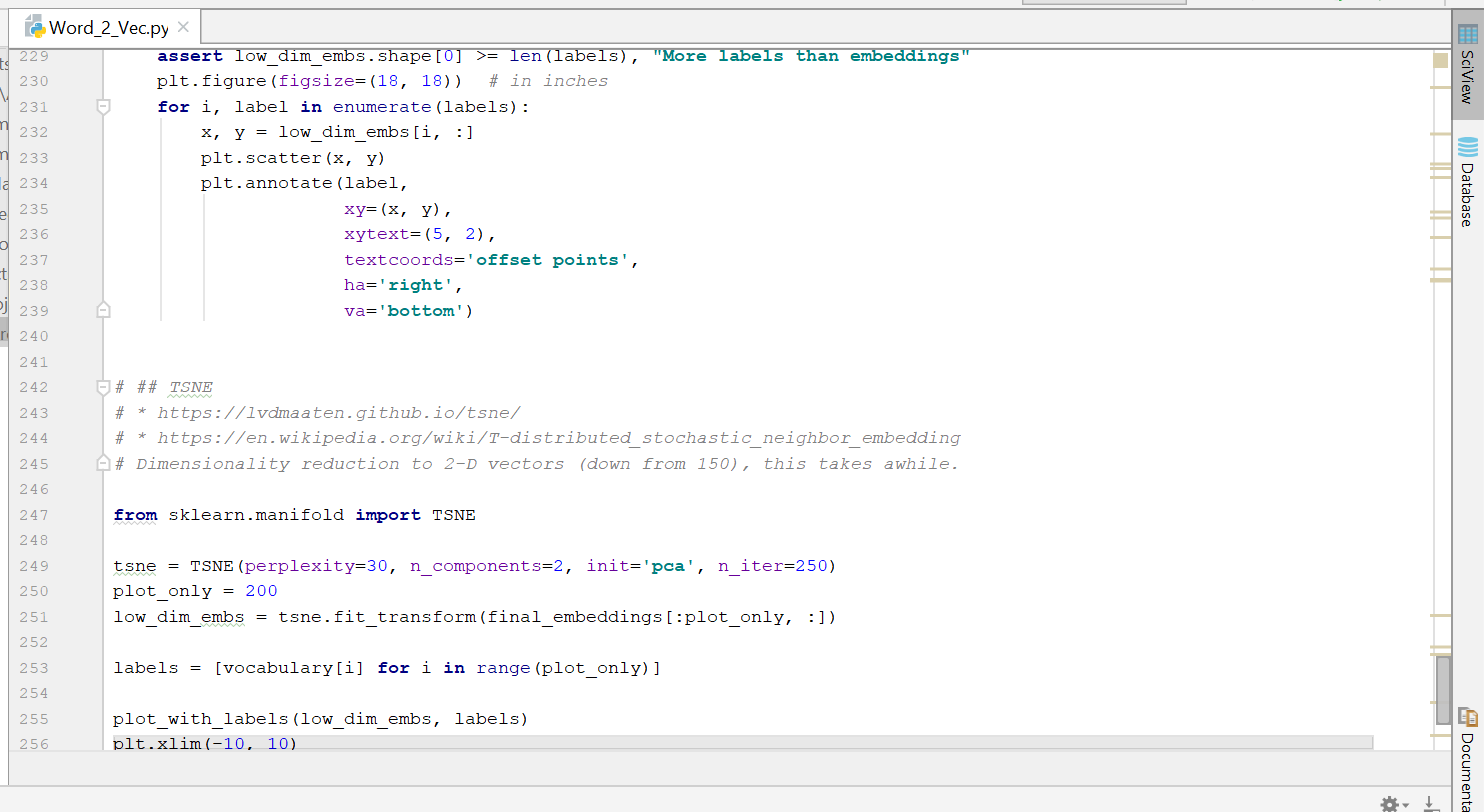 Word_2_Vec.py
229 assert low_dim_embs.shape[0] >= len(labels), "More labels than embeddings"
230 plt.figure(figsize=(18, 18))  # in inches
231 for i, label in enumerate(labels):
232 x, y = low_dim_embs[i, :]
233 plt.scatter(x, y)
234 plt.annotate(label,
235 xy=(x, y),
236 xytext=(5, 2),
237 textcoords='offset points',
238 ha='right',
239 va='bottom')
240
241
242 # ## TSNE
243 # * https://lvdmaaten.github.io/tsne/
244 # * https://en.wikipedia.org/wiki/T-distributed_stochastic_neighbor_embedding
245 # Dimensionality reduction to 2-D vectors (down from 150), this takes awhile.
246
247 from sklearn.manifold import TSNE
248
249 tsne = TSNE(perplexity=30, n_components=2, init='pca', n_iter=250)
250 plot_only = 200
251 low_dim_embs = tsne.fit_transform(final_embeddings[:plot_only, :])
252
253 labels = [vocabulary[i] for i in range(plot_only)]
254
255 plot_with_labels(low_dim_embs, labels)
256 plt.xlim(-10, 10)
SciView
Database
Documenta